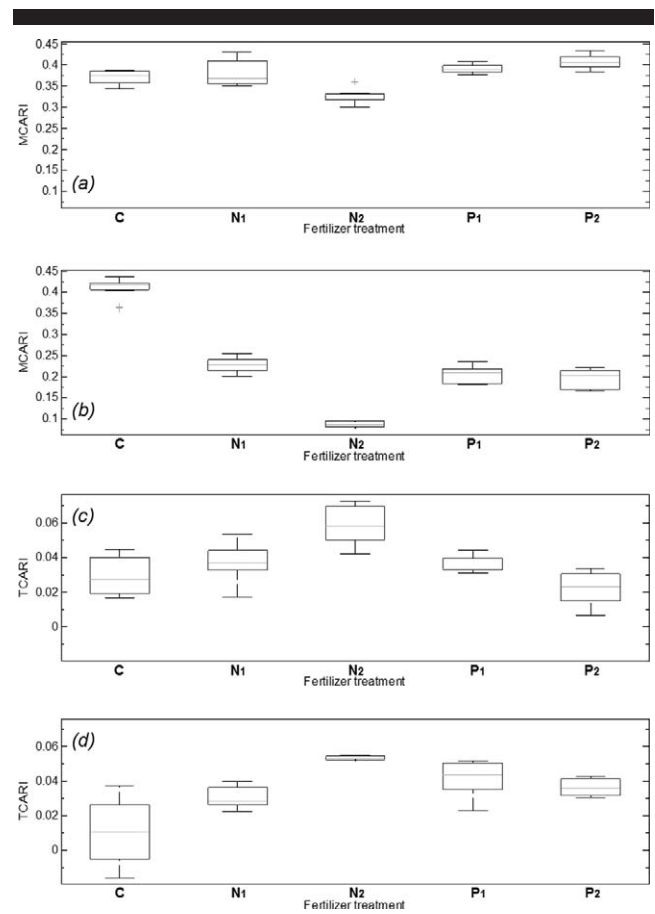 0.45
0.4
0.35
0.3
0.25
0.2
0.15
0.1
MCARI
(a)
C N1 N2 P1 P2
Fertilizer treatment
0.45
0.4
0.35
0.3
0.25
0.2
0.15
0.1
MCARI
(b)
C N1 N2 P1 P2
Fertilizer treatment
(c)
0.06
0.04
0.02
0
TCARI
C N1 N2 P1 P2
Fertilizer treatment
(d)
0.06
0.04
0.02
0
TCARI
C N1 N2 P1 P2
Fertilizer treatment